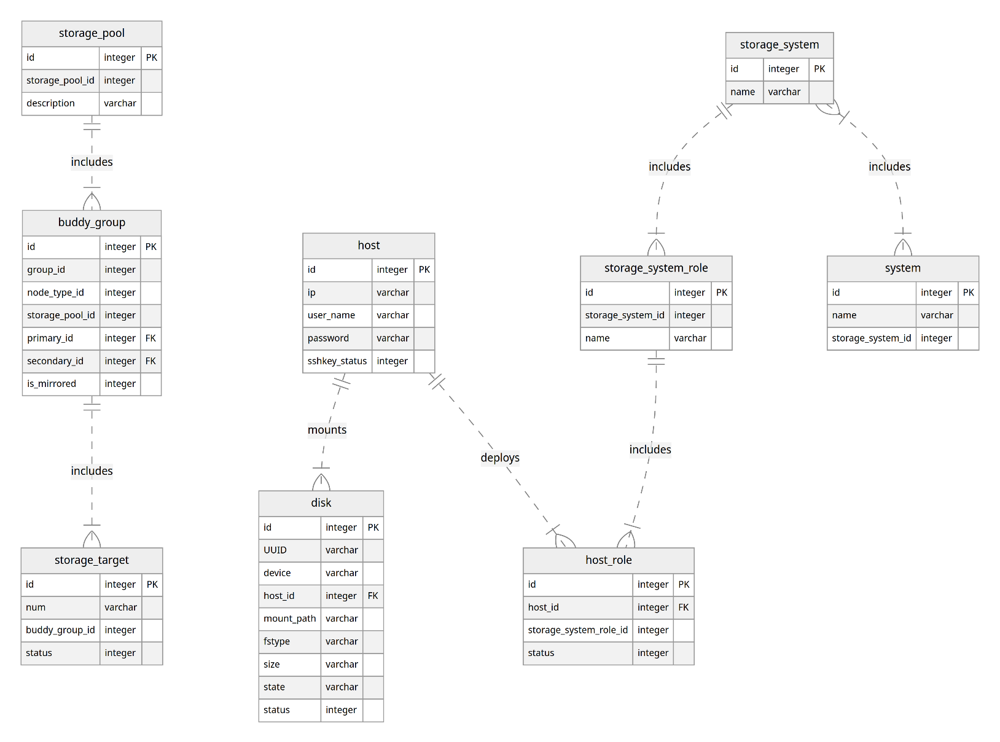 storage_pool
id integer PK
storage_pool_id integer
description varchar
includes
buddy_group
id integer PK
group_id integer
node_type_id integer
storage_pool_id integer
primary_id integer FK
secondary_id integer FK
is_mirrored integer
includes
storage_target
id integer PK
num varchar
buddy_group_id integer
status integer
host
id integer PK
ip varchar
user_name varchar
password varchar
sshkey_status integer
mounts
deploys
disk
id integer PK
UUID varchar
device varchar
host_id integer FK
mount_path varchar
fstype varchar
size varchar
state varchar
status integer
storage_system
id integer PK
name varchar
includes
includes
storage_system_role
id integer PK
storage_system_id integer
name varchar
system
id integer PK
name varchar
storage_system_id integer
includes
host_role
id integer PK
host_id integer FK
storage_system_role_id integer
status integer